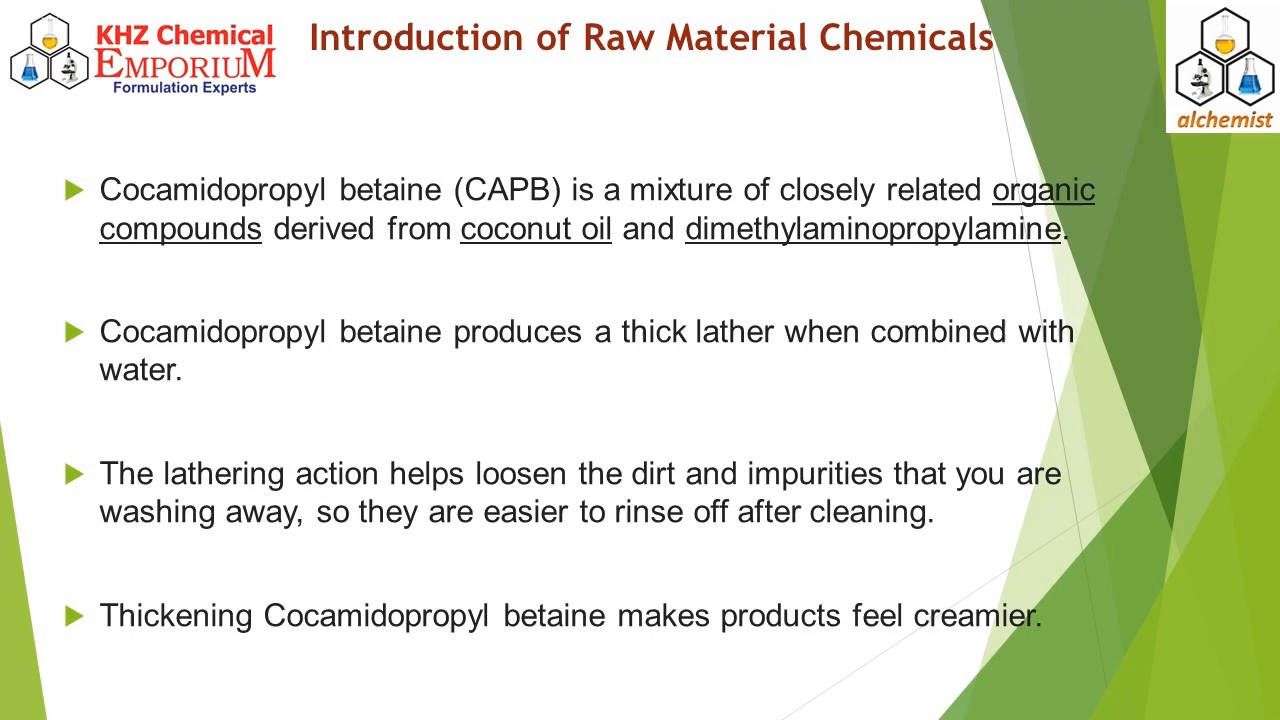 KHZ Chemical
EMPORIUM
Formulation Experts
Introduction of Raw Material Chemicals
alchemist
Cocamidopropyl betaine (CAPB) is a mixture of closely related organic
compounds derived from coconut oil and dimethylaminopropylamine.
Cocamidopropyl betaine produces a thick lather when combined with
water.
The lathering action helps loosen the dirt and impurities that you are
washing away, so they are easier to rinse off after cleaning.
Thickening Cocamidopropyl betaine makes products feel creamier.